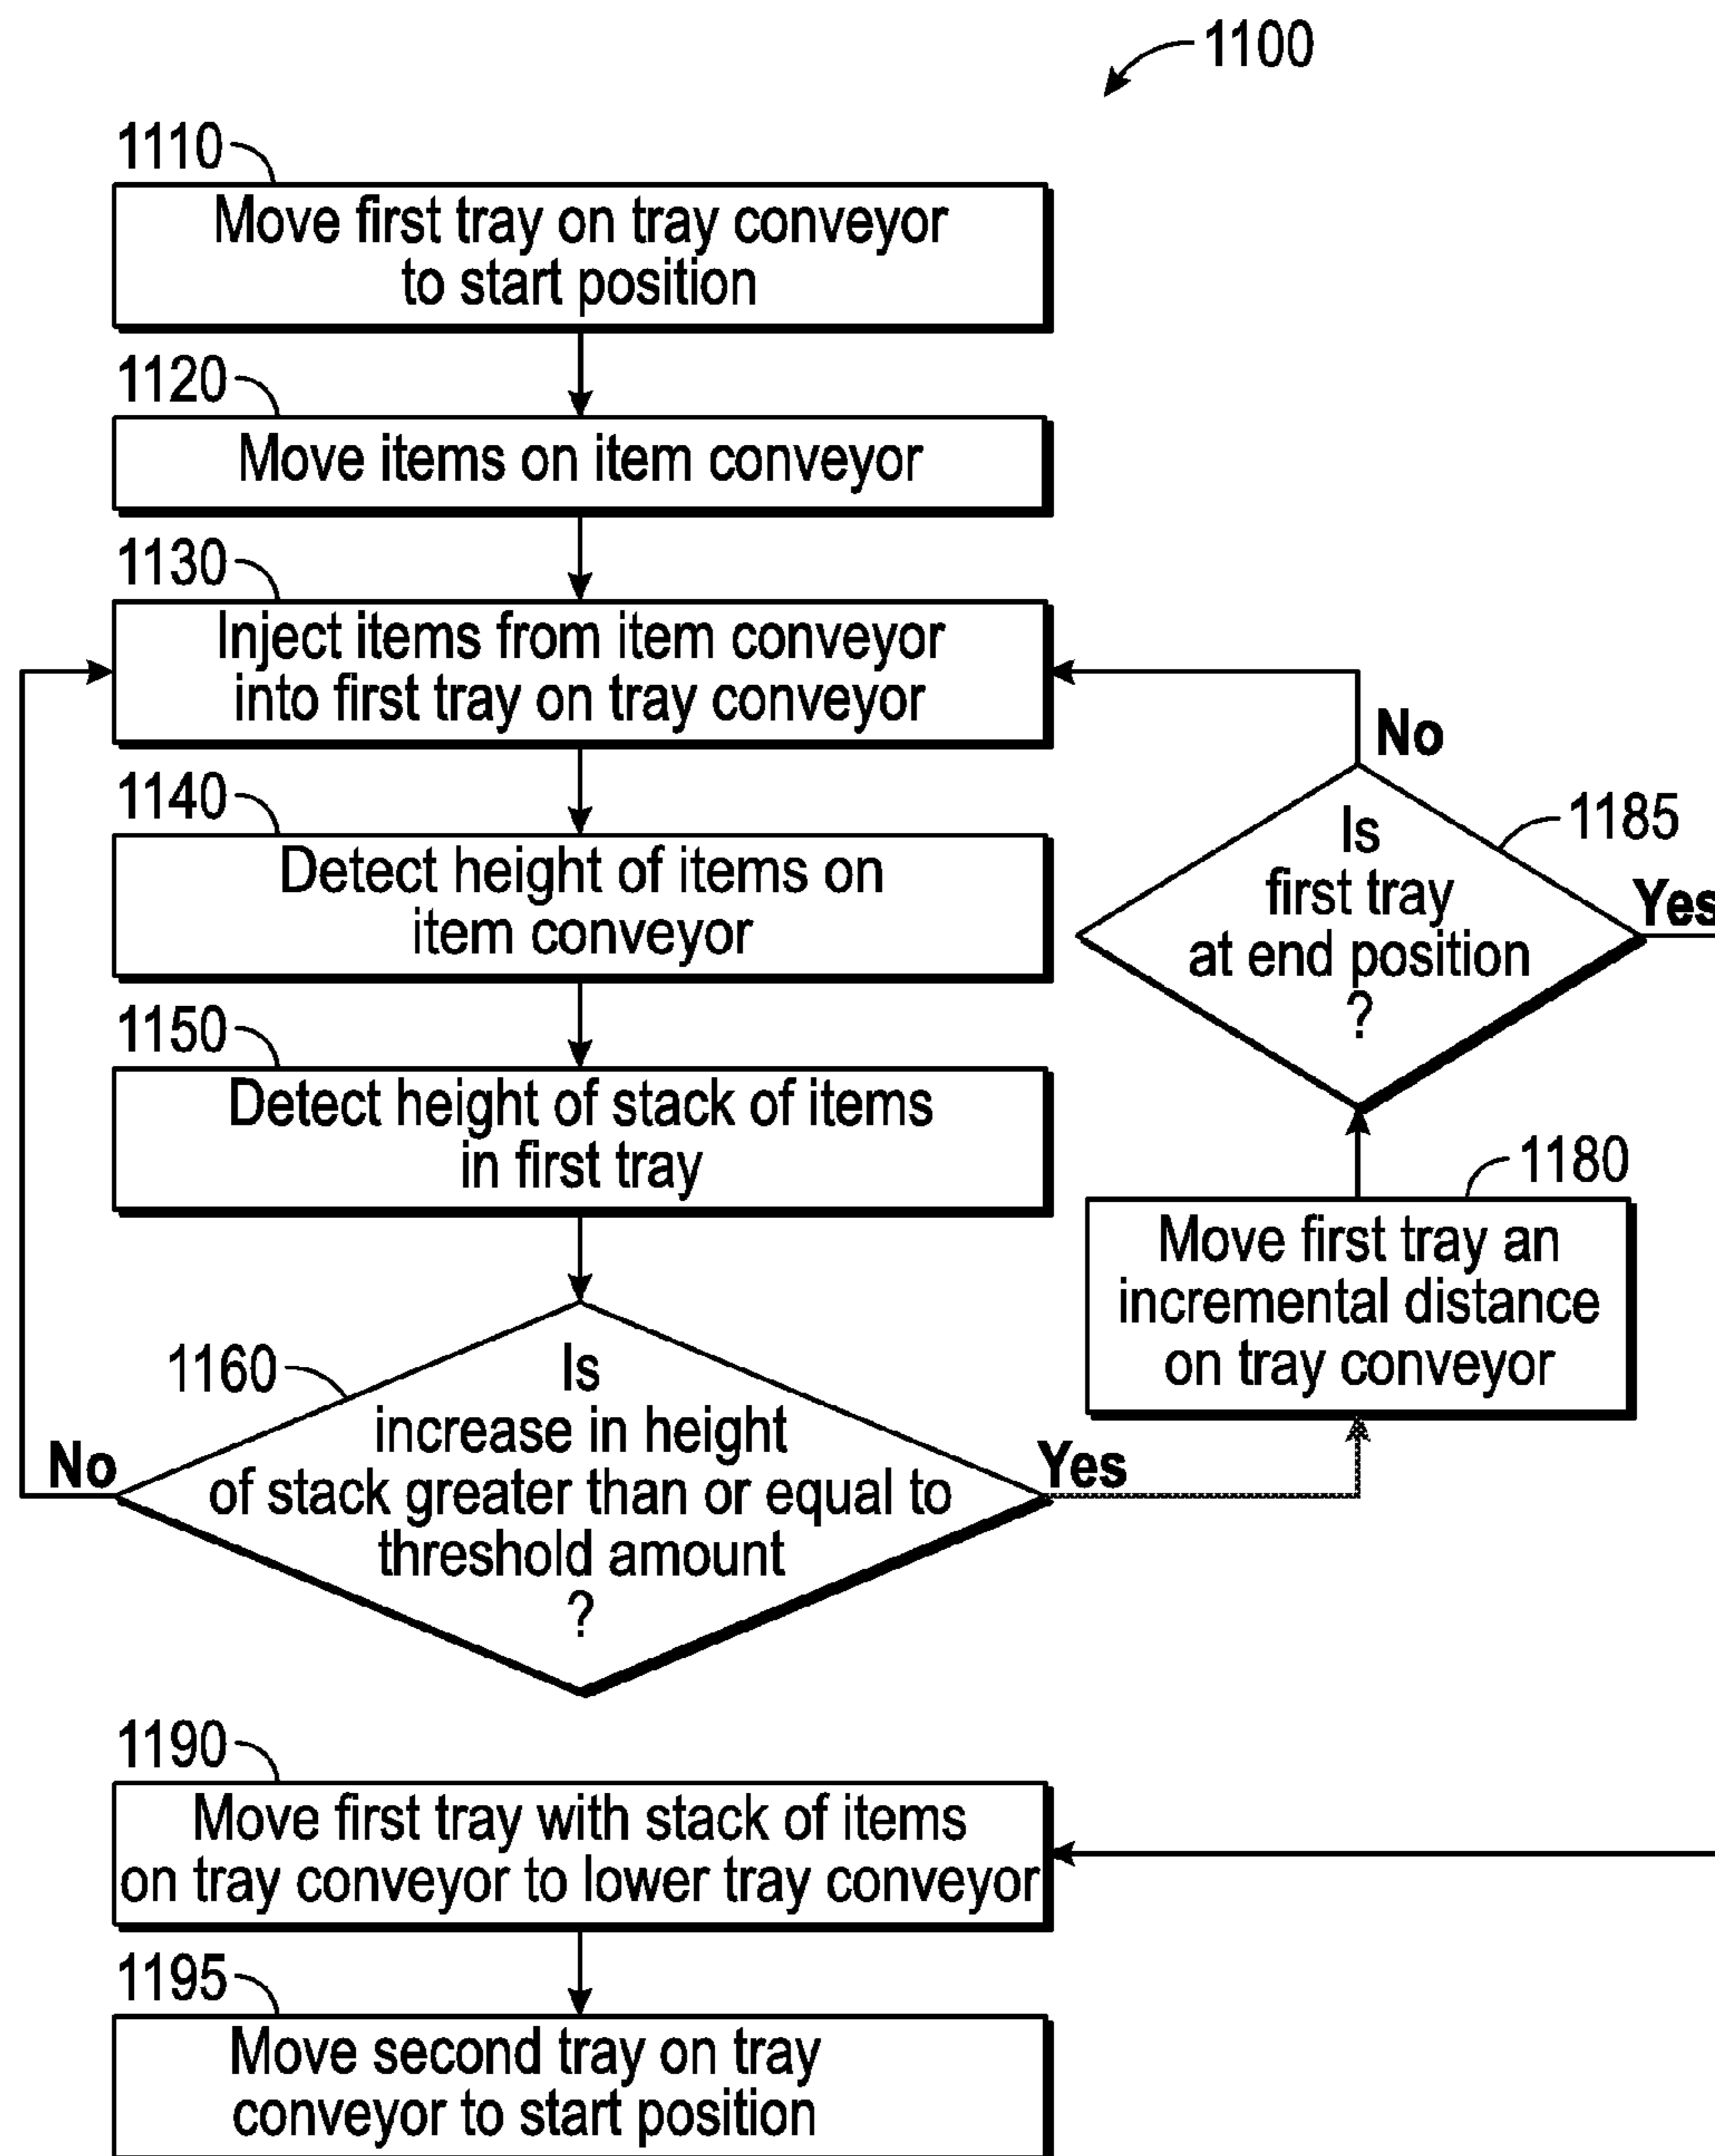 1100
1110
Move first tray on tray conveyor
to start position
1120
Move items on item conveyor
1130
Inject items from item conveyor
into first tray on tray conveyor
No
1140
Detect height of items on
item conveyor
1185
Is
first tray
at end position
?
Yes
1150
Detect height of stack of items
in first tray
1180
Move first tray an
incremental distance
on tray conveyor
1160
Is
increase in height
of stack greater than or equal to
threshold amount
?
No
Yes
1190
Move first tray with stack of items
on tray conveyor to lower tray conveyor
1195
Move second tray on tray
conveyor to start position